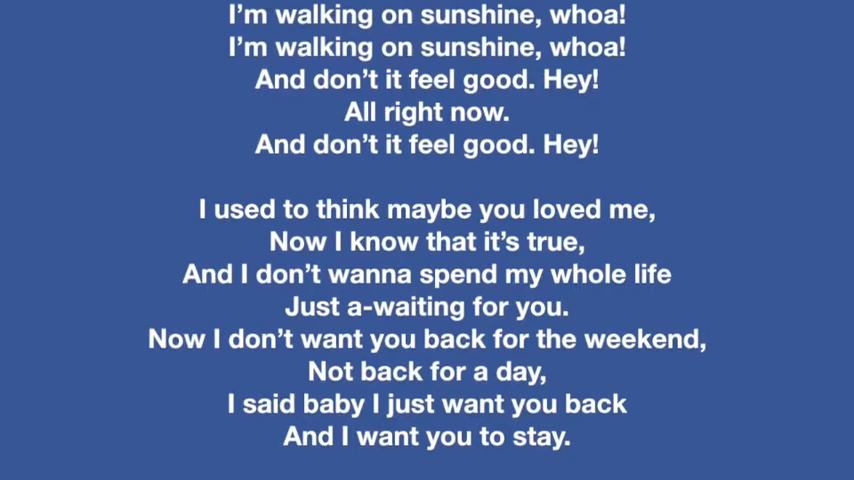 I'm walking on sunshine, whoa!
I'm walking on sunshine, whoa!
And don't it feel good. Hey!
All right now.
And don't it feel good. Hey!
I used to think maybe you loved me,
Now I know that it's true,
And I don't wanna spend my whole life
Just a-waiting for you.
Now I don't want you back for the weekend,
Not back for a day,
I said baby I just want you back
And I want you to stay.